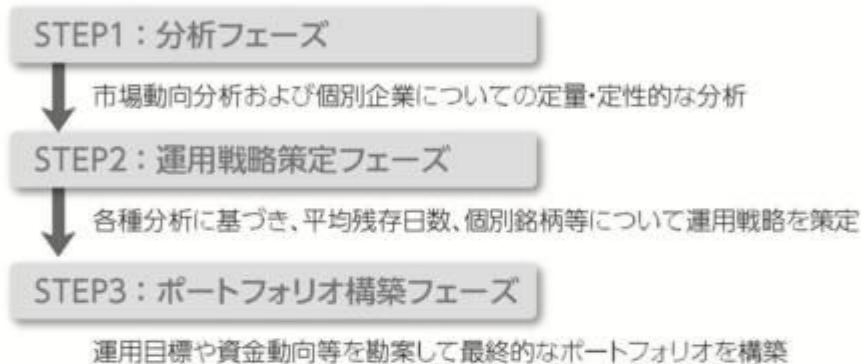 STEP1：分析フェーズ
市場動向分析および個別企業についての定量・定性的な分析
STEP2：運用戦略策定フェーズ
各種分析に基づき、平均残存日数、個別銘柄等について運用戦略を策定
STEP3：ポートフォリオ構築フェーズ
運用目標や資金動向等を勘案して最終的なポートフォリオを構築